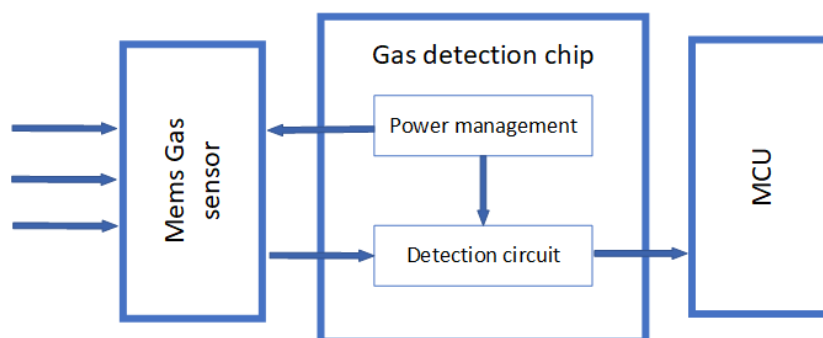 Mems Gas
sensor
Gas detection chip
Power management
Detection circuit
MCU